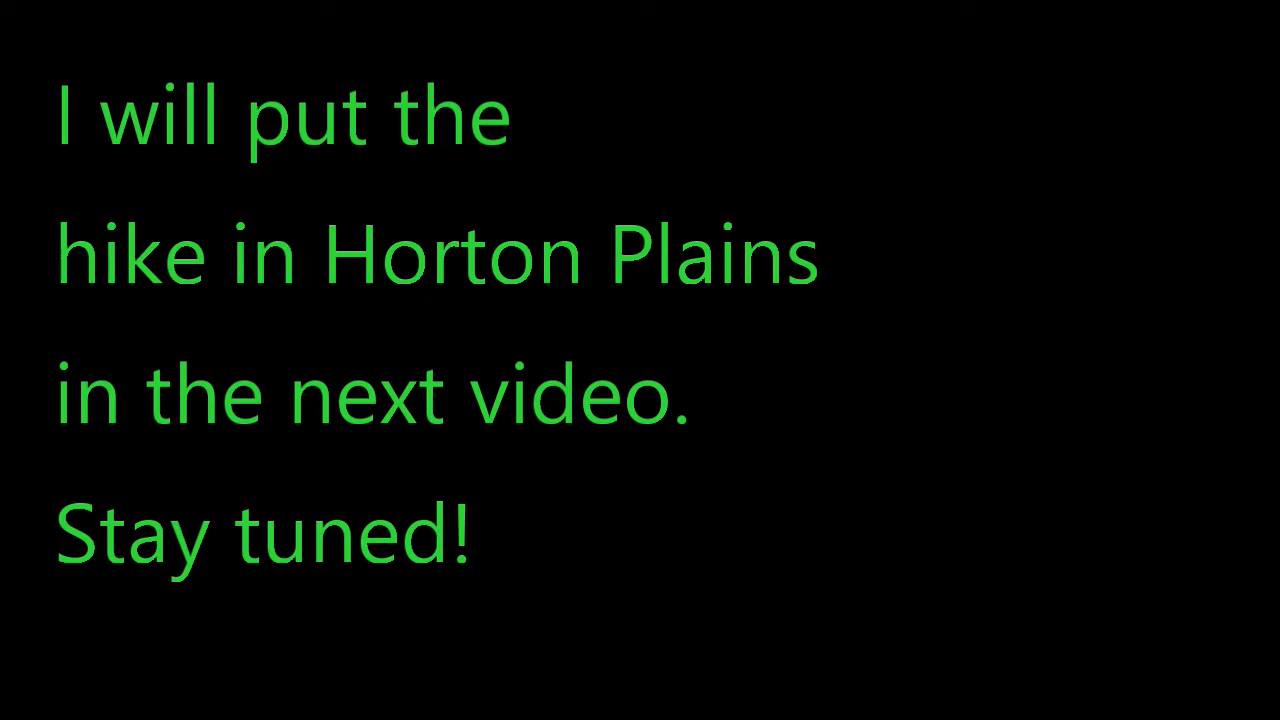 I will put the
hike in Horton Plains
in the next video.
Stay tuned!